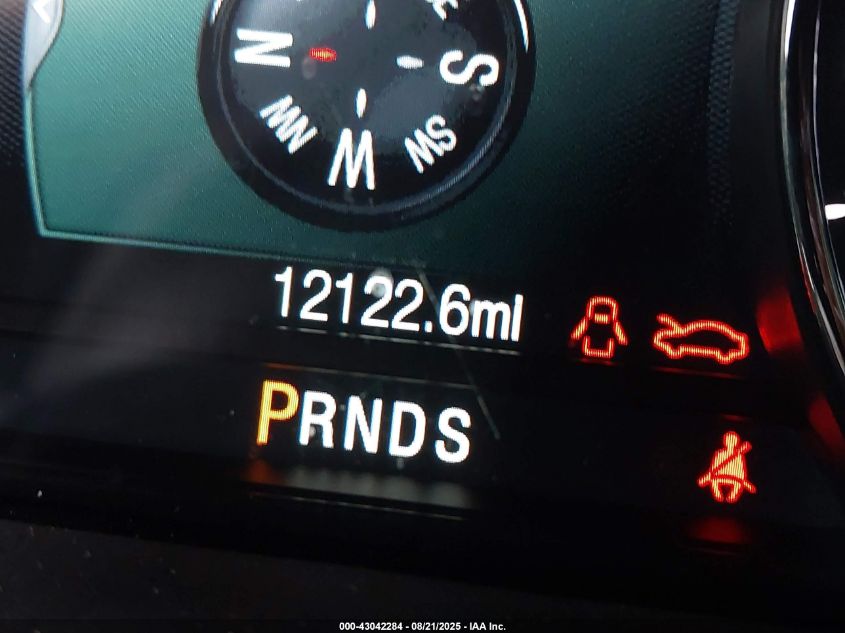 N
S
NW
SW
W
12122.6mi
PRNDS
000-43042284 - 08/21/2025 - IAA Inc.